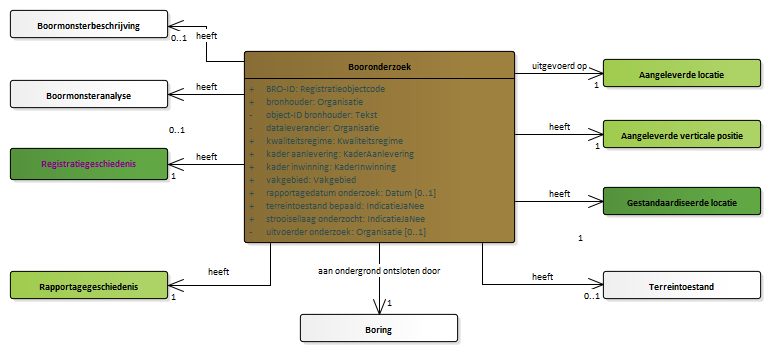 Boormonsterbeschrijving
0..1
heeft
Boormonsteranalyse
heeft
0..1
Registratiegeschiedenis
heeft
1
Rapportagegeschiedenis
heeft
1
Booronderzoek
+ BRO-ID: Registratieobjectcode
+ bronhouder: Organisatie
- object-ID bronhouder: Tekst
- dataleverancier: Organisatie
+ kwaliteitsregime: Kwaliteitsregime
+ kader aanlevering: KaderAanlevering
+ kader inwinning: KaderInwinning
+ vakgebied: Vakgebied
+ rapportagedatum onderzoek: Datum [0..1]
+ terreintoestand bepaald: IndicatieJaNee
+ strooisellaag onderzocht: IndicatieJaNee
- uitvoerder onderzoek: Organisatie [0..1]
aan ondergrond ontsloten door
1
Boring
uitgevoerd op
1
Aangeleverde locatie
heeft
1
Aangeleverde verticale positie
heeft
1
Gestandaardiseerde locatie
heeft
0..1
Terreintoestand